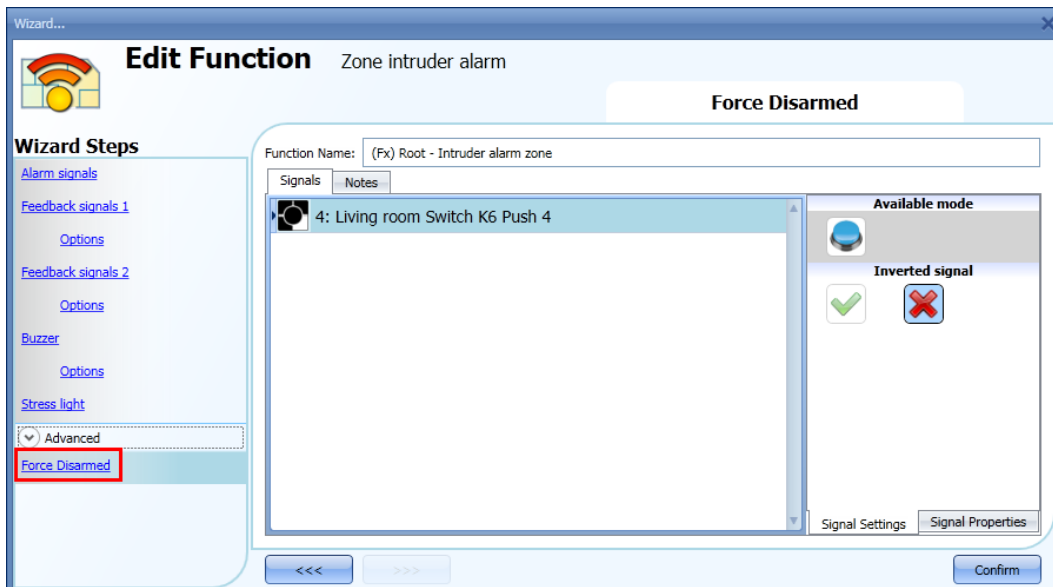 Wizard...
Edit Function Zone intruder alarm
Force Disarmed
Wizard Steps
Alarm signals
Feedback signals 1
Options
Feedback signals 2
Options
Buzzer
Options
Stress light
Advanced
Force Disarmed
Function Name: (Fx) Root - Intruder alarm zone
Signals Notes
4: Living room Switch K6 Push 4
Available mode
Inverted signal
Signal Settings Signal Properties
<<< >>> Confirm